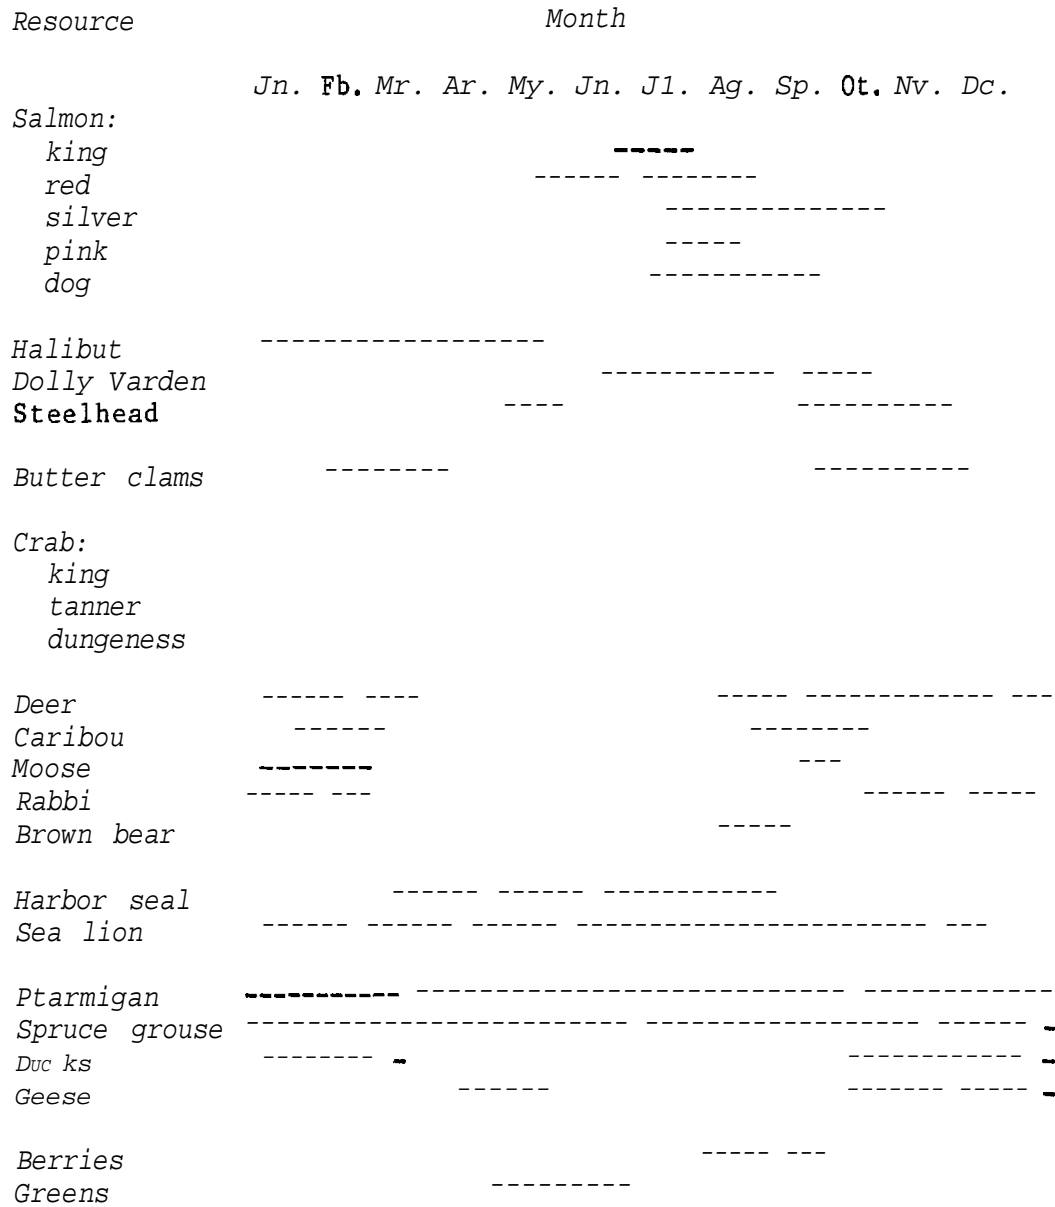 Resource Month
Jn. Fb. Mr. Ar. My. Jn. J1. Ag. Sp. Ot. Nv. Dc.
Salmon:
king
red
silver
pink
dog
Halibut
Dolly Varden
Steelhead
Butter clams
Crab:
king
tanner
dungeness
Deer
Caribou
Moose
Rabbi
Brown bear
Harbor seal
Sea lion
Ptarmigan
Spruce grouse
Duc ks
Geese
Berries
Greens